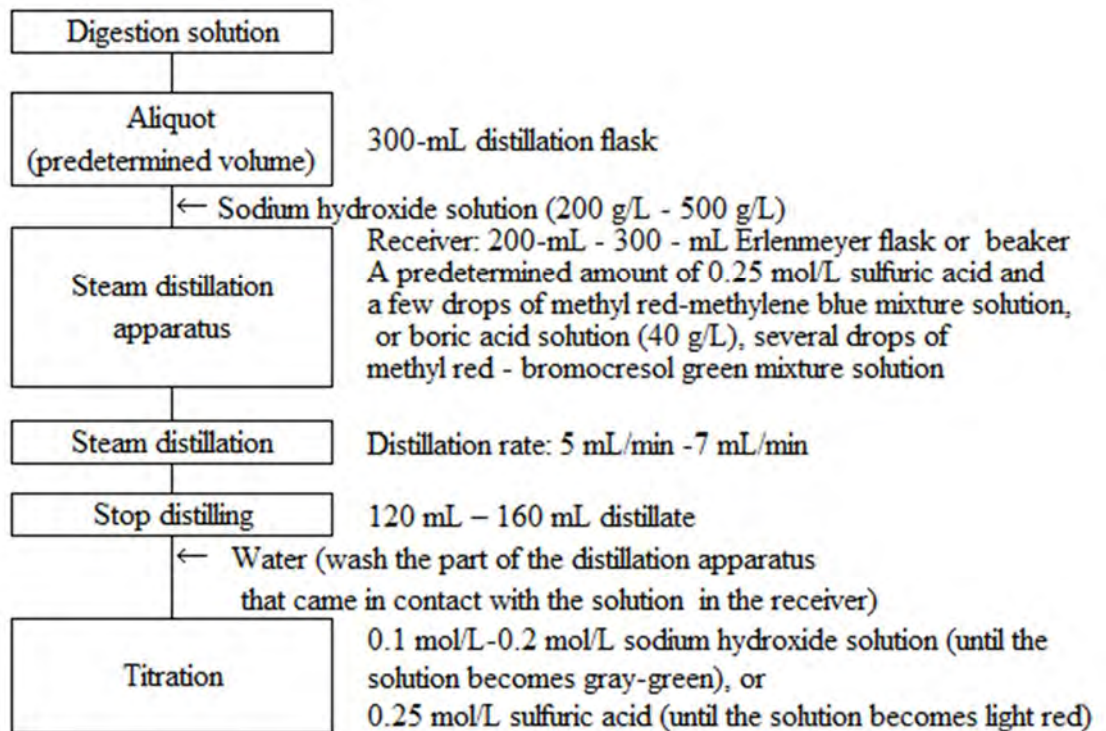 Digestion solution
Aliquot
(predetermined volume)
300-mL distillation flask
← Sodium hydroxide solution (200 g/L - 500 g/L)
Steam distillation
apparatus
Receiver: 200-mL - 300 - mL Erlenmeyer flask or beaker
A predetermined amount of 0.25 mol/L sulfuric acid and
a few drops of methyl red-methylene blue mixture solution,
or boric acid solution (40 g/L), several drops of
methyl red - bromocresol green mixture solution
Steam distillation
Distillation rate: 5 mL/min -7 mL/min
Stop distilling
120 mL – 160 mL distillate
← Water (wash the part of the distillation apparatus
that came in contact with the solution in the receiver)
Titration
0.1 mol/L-0.2 mol/L sodium hydroxide solution (until the
solution becomes gray-green), or
0.25 mol/L sulfuric acid (until the solution becomes light red)